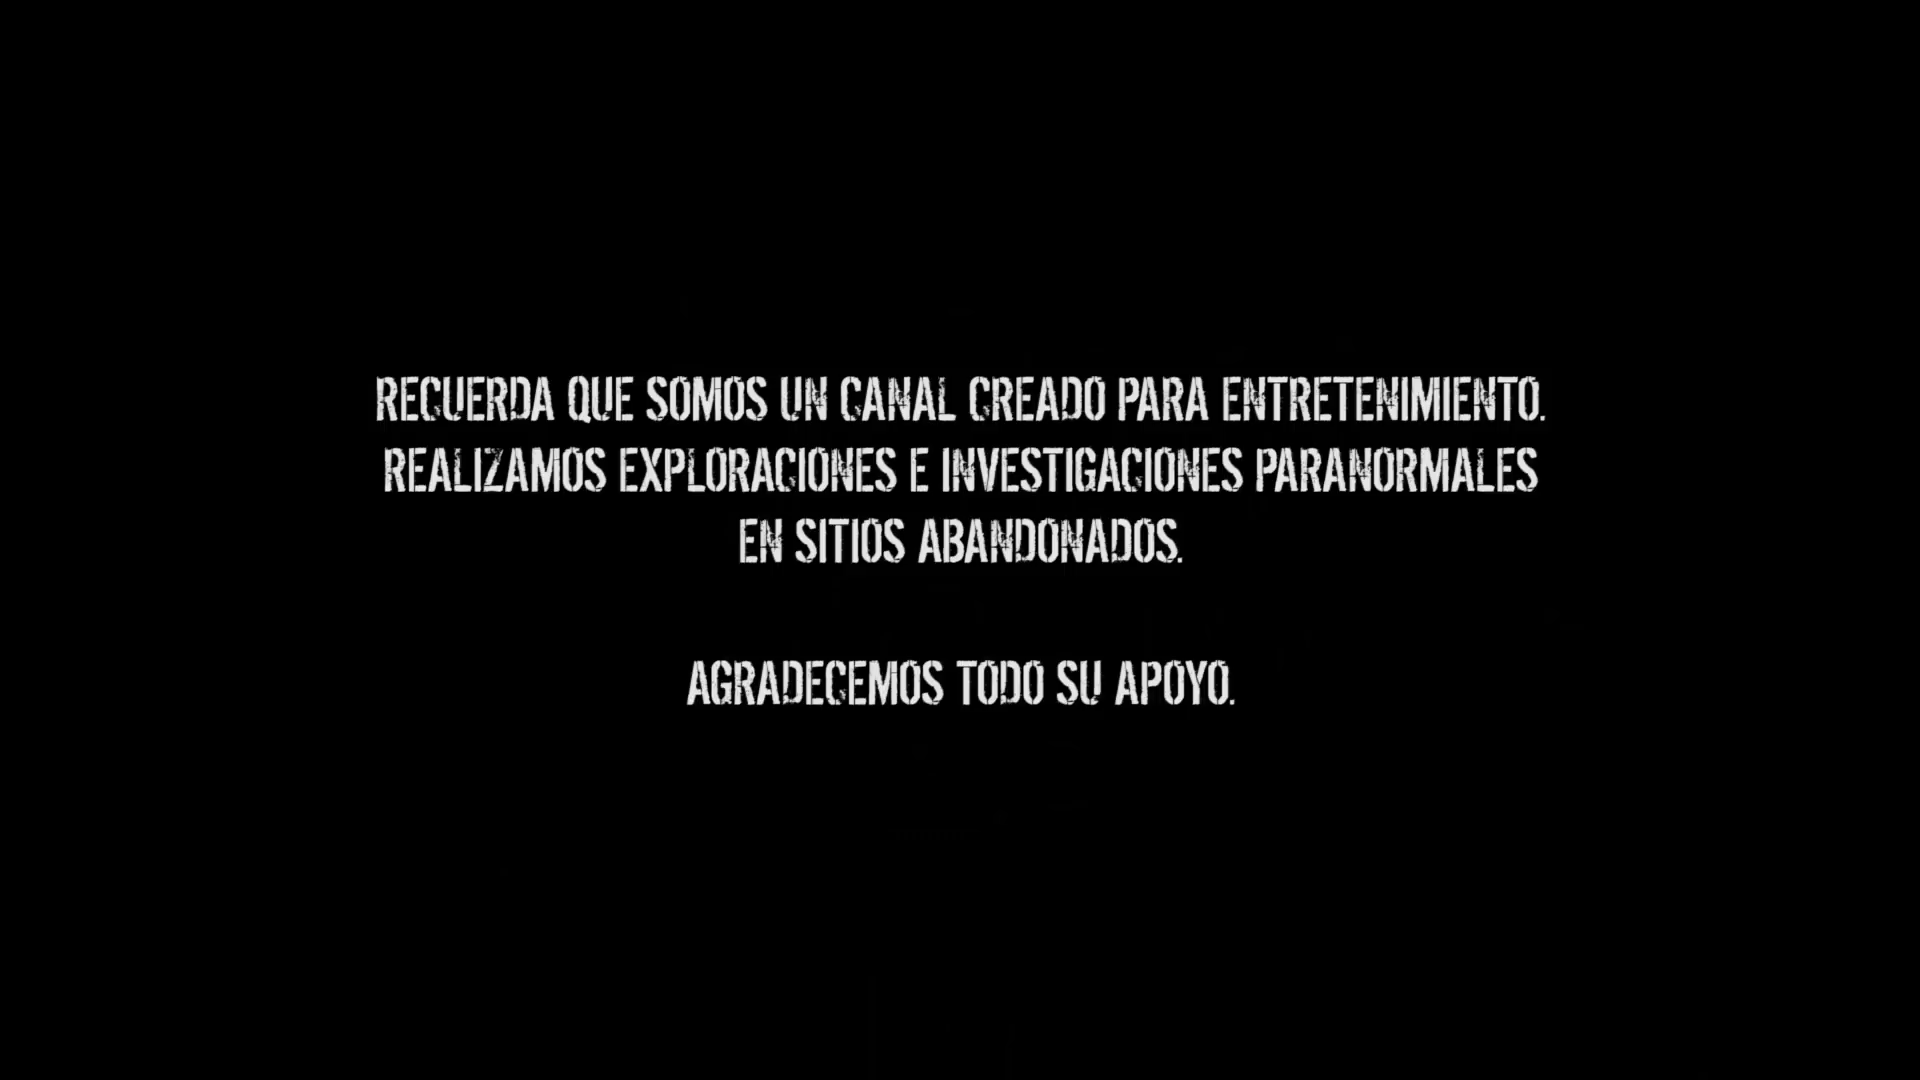 RECUERDA QUE SOMOS UN CANAL CREADO PARA ENTRETENIMIENTO.
REALIZAMOS EXPLORACIONES E INVESTIGACIONES PARANORMALES
EN SITIOS ABANDONADOS.
AGRADECEMOS TODO SU APOYO.